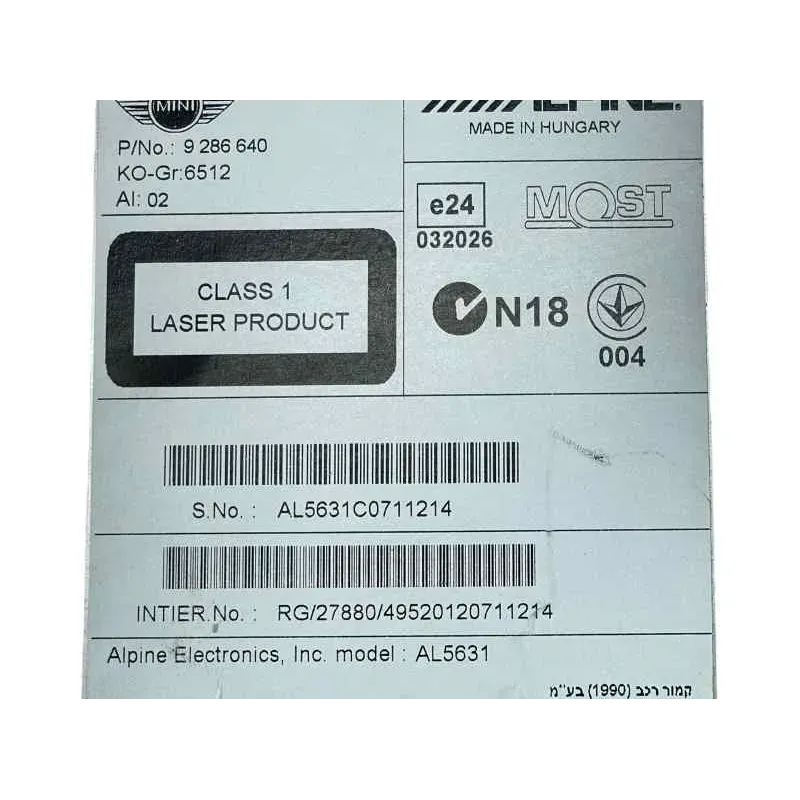 MINI
P/No.: 9 286 640
KO-Gr:6512
AI: 02
ALPINE®
MADE IN HUNGARY
e24
032026
MOST
N18
004
CLASS 1
LASER PRODUCT
S.No. : AL5631C0711214
INTIER.No. : RG/27880/49520120711214
Alpine Electronics, Inc. model : AL5631
קמור רכב (1990) בע"מ